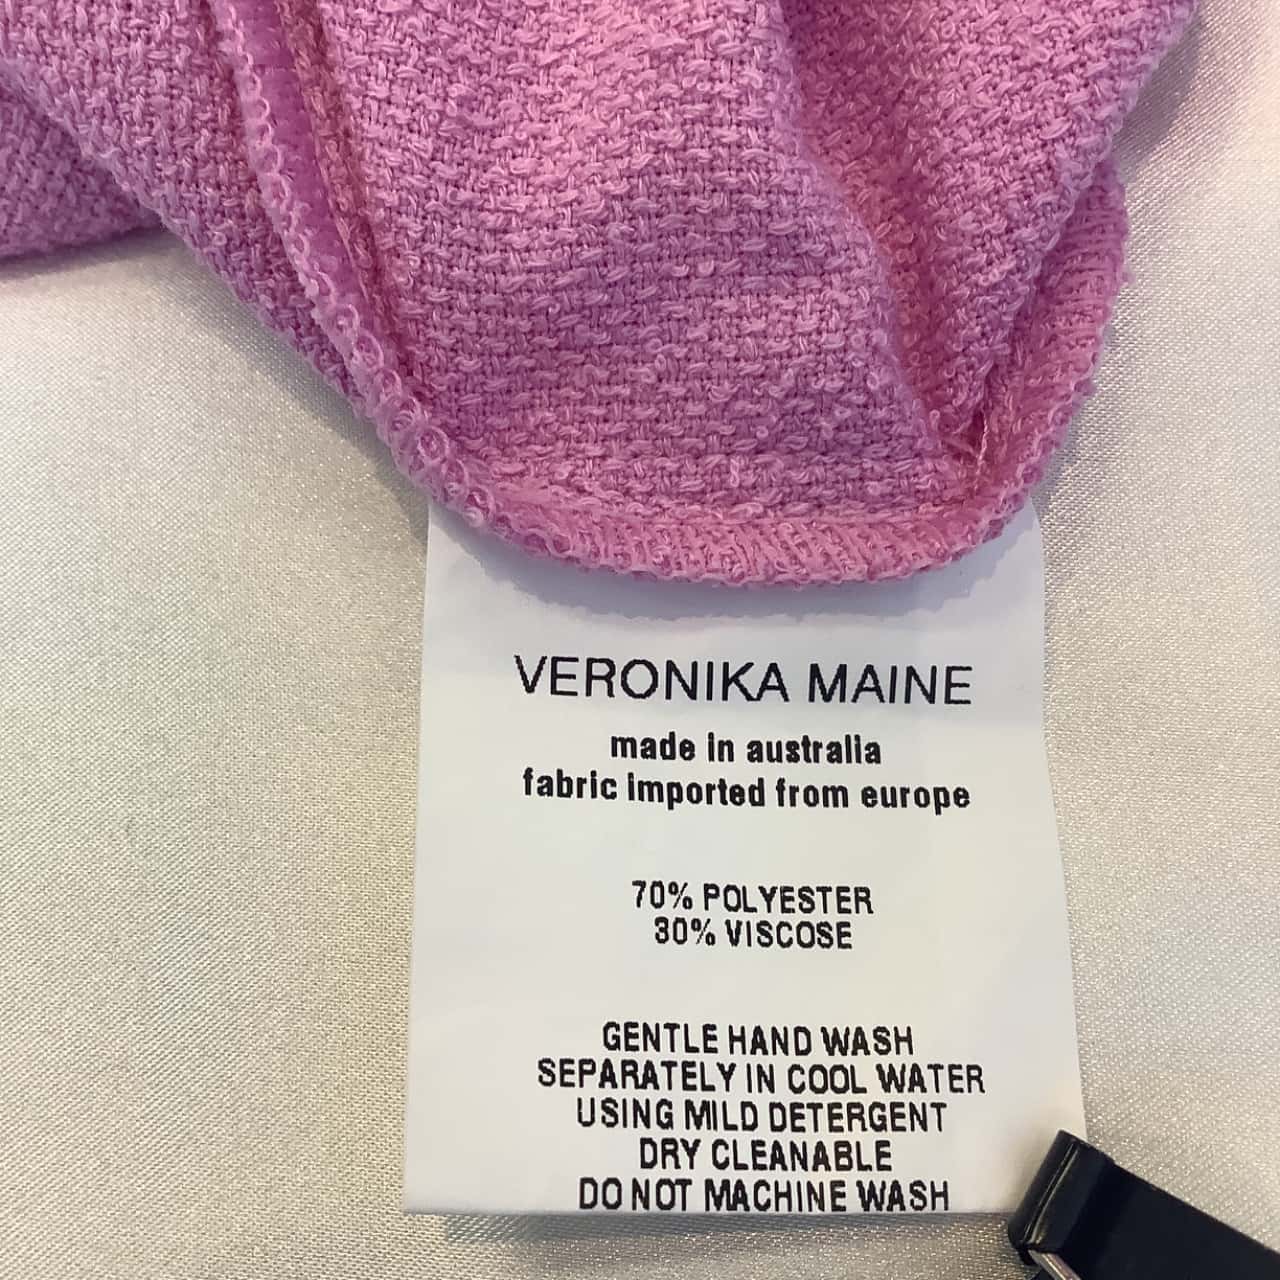 VERONIKA MAINE
made in australia
fabric imported from europe
70% POLYESTER
30% VISCOSE
GENTLE HAND WASH
SEPARATELY IN COOL WATER
USING MILD DETERGENT
DRY CLEANABLE
DO NOT MACHINE WASH